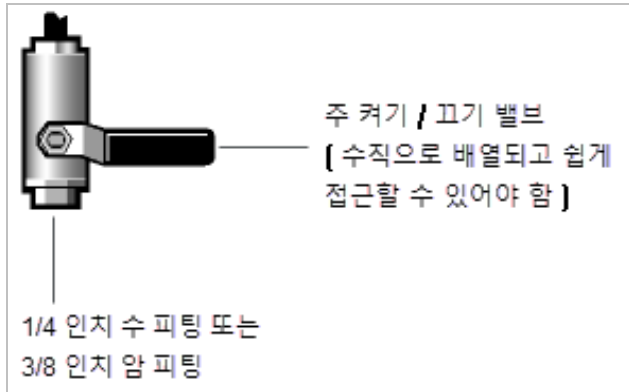 주 켜기 / 끄기 밸브
( 수직으로 배열되고 쉽게
접근할 수 있어야 함 )
1/4 인치 수 피팅 또는
3/8 인치 암 피팅